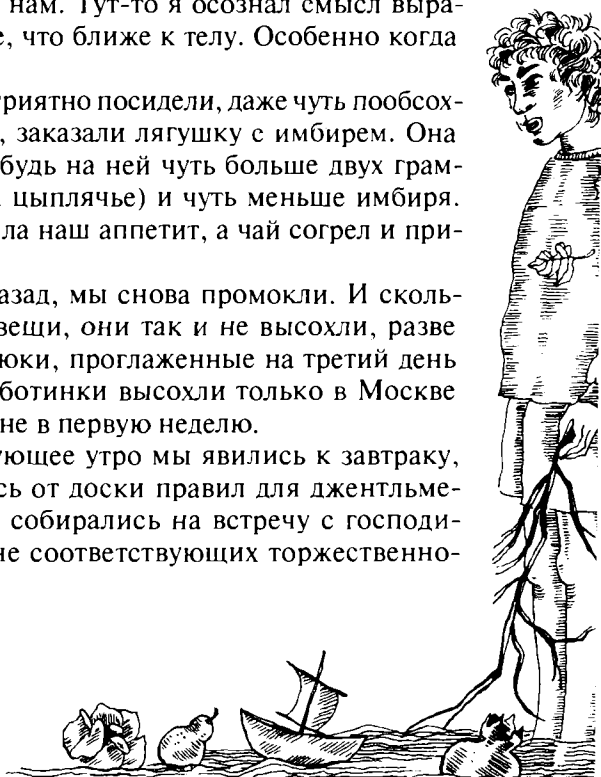 нам. Тут-то я осознал смысл выра-
е, что ближе к телу. Особенно когда
риятно посидели, даже чуть пообсох-
, заказали лягушку с имбирем. Она
будь на ней чуть больше двух грам-
цыплячье) и чуть меньше имбиря.
ла наш аппетит, а чай согрел и при-
азад, мы снова промокли. И сколь-
вещи, они так и не высохли, разве
юки, проглаженные на третий день
ботинки высохли только в Москве
не в первую неделю.
ующее утро мы явились к завтраку,
сь от доски правил для джентльме-
собирались на встречу с господи-
не соответствующих торжественно-